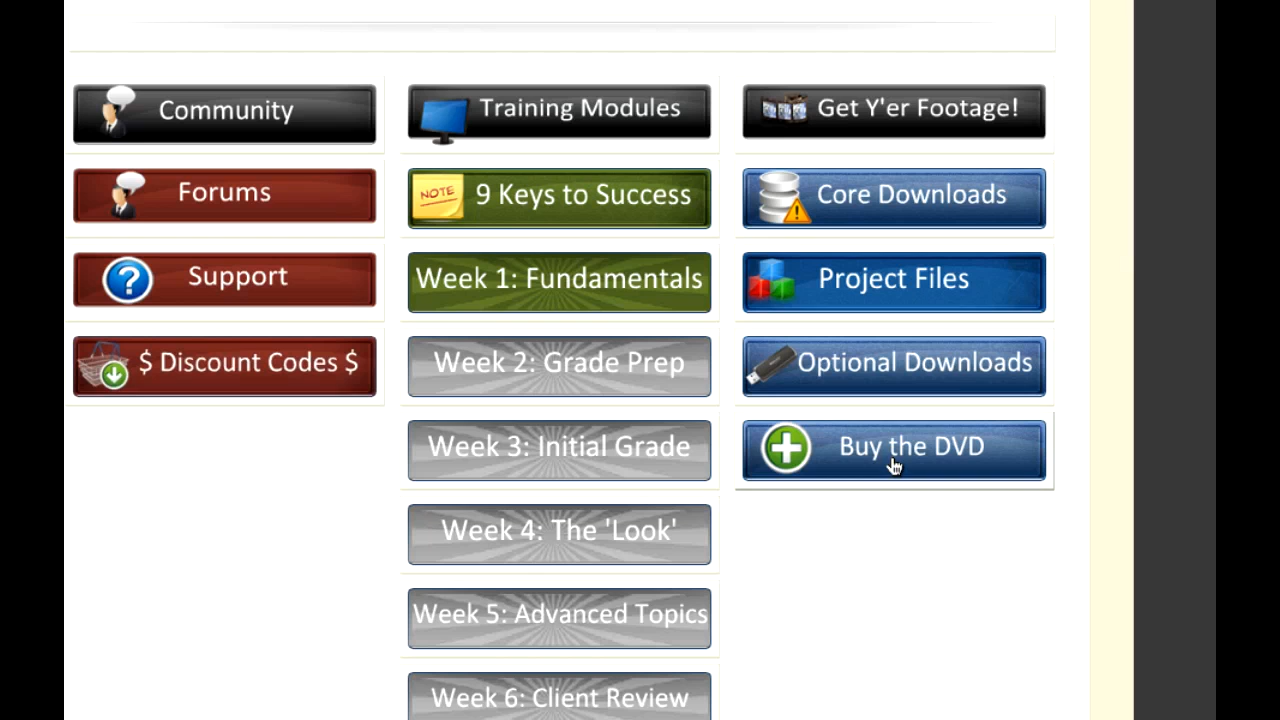 Community
Forums
Support
$ Discount Codes $
Training Modules
NOTE
9 Keys to Success
Week 1: Fundamentals
Week 2: Grade Prep
Week 3: Initial Grade
Week 4: The 'Look'
Week 5: Advanced Topics
Week 6: Client Review
Get Y'er Footage!
Core Downloads
Project Files
Optional Downloads
Buy the DVD